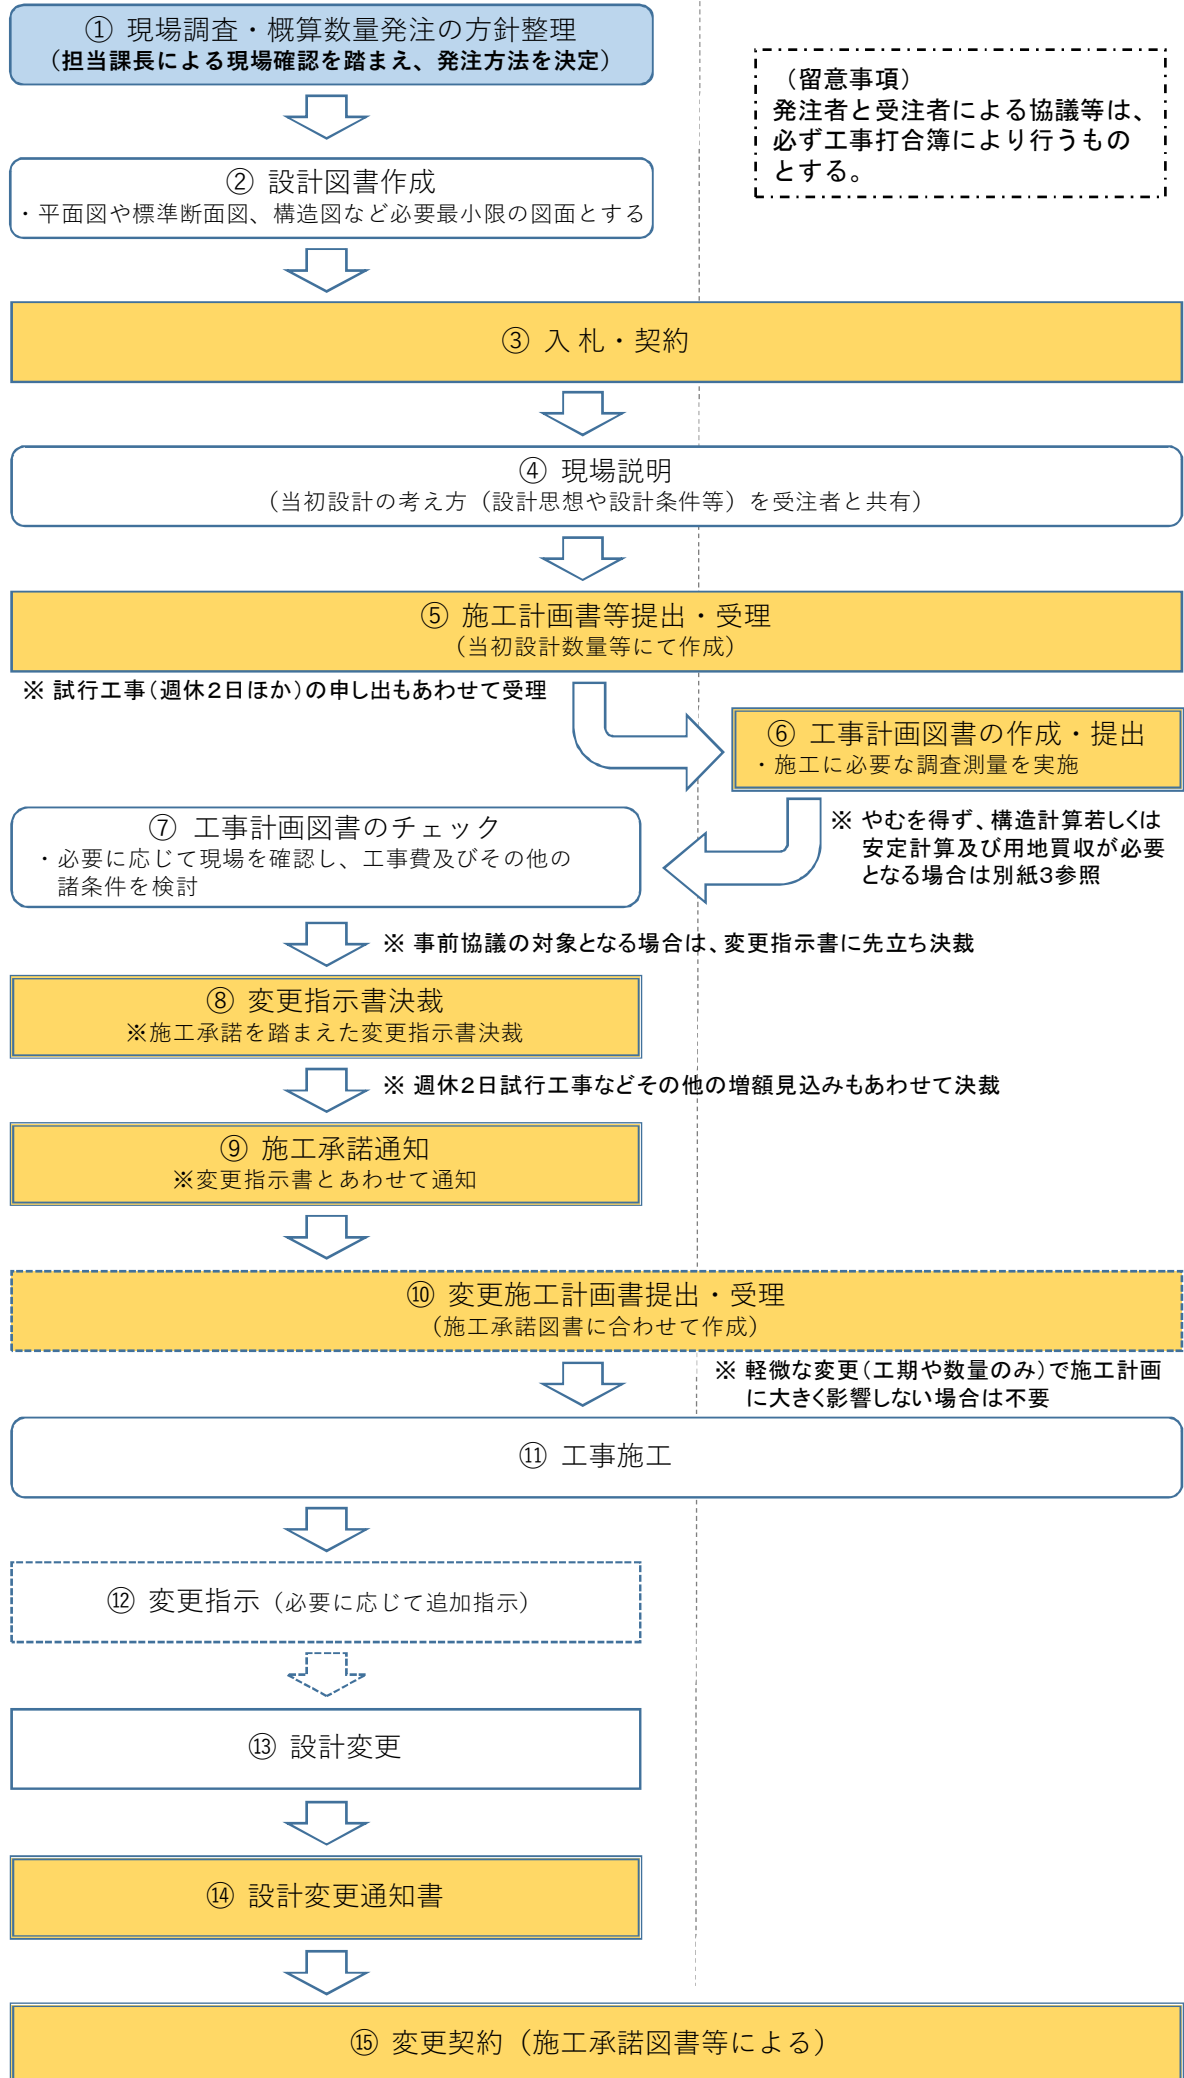 ① 現場調査・概算数量発注の方針整理
(担当課長による現場確認を踏まえ、発注方法を決定)
（留意事項）
発注者と受注者による協議等は、
必ず工事打合簿により行うもの
とする。
② 設計図書作成
・平面図や標準断面図、構造図など必要最小限の図面とする
③ 入札・契約
④ 現場説明
（当初設計の考え方（設計思想や設計条件等）を受注者と共有）
⑤ 施工計画書等提出・受理
（当初設計数量等にて作成）
※ 試行工事（週休2日ほか）の申し出もあわせて受理
⑥ 工事計画図書の作成・提出
・施工に必要な調査測量を実施
※ やむを得ず、構造計算若しくは
安定計算及び用地買収が必要
となる場合は別紙3参照
⑦ 工事計画図書のチェック
・必要に応じて現場を確認し、工事費及びその他の
諸条件を検討
※ 事前協議の対象となる場合は、変更指示書に先立ち決裁
⑧ 変更指示書決裁
※施工承諾を踏まえた変更指示書決裁
※ 週休2日試行工事などその他の増額見込みもあわせて決裁
⑨ 施工承諾通知
※変更指示書とあわせて通知
⑩ 変更施工計画書提出・受理
（施工承諾図書に合わせて作成）
※ 軽微な変更（工期や数量のみ）で施工計画
に大きく影響しない場合は不要
⑪ 工事施工
⑫ 変更指示（必要に応じて追加指示）
⑬ 設計変更
⑭ 設計変更通知書
⑮ 変更契約（施工承諾図書等による）